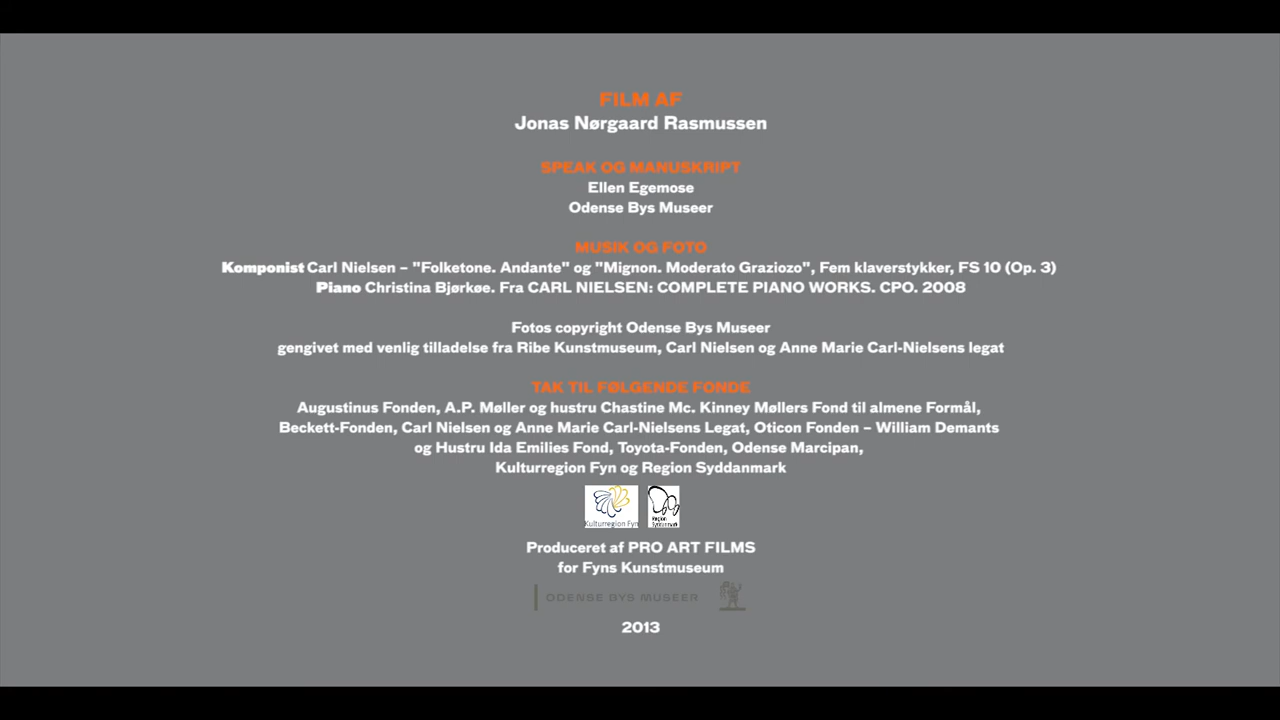 FILM AF
Jonas Nørgaard Rasmussen
SPEAK OG MANUSKRIPT
Ellen Egemose
Odense Bys Museer
MUSIK OG FOTO
Komponist Carl Nielsen – "Folketone. Andante" og "Mignon. Moderato Graziozo", Fem klaverstykker, FS 10 (Op. 3)
Piano Christina Bjørkøe. Fra CARL NIELSEN: COMPLETE PIANO WORKS. CPO. 2008
Fotos copyright Odense Bys Museer
gengivet med venlig tilladelse fra Ribe Kunstmuseum, Carl Nielsen og Anne Marie Carl-Nielsens legat
TAK TIL FØLGENDE FONDE
Augustinus Fonden, A.P. Møller og hustru Chastine Mc. Kinney Møllers Fond til almene Formål,
Beckett-Fonden, Carl Nielsen og Anne Marie Carl-Nielsens Legat, Oticon Fonden – William Demants
og Hustru Ida Emilies Fond, Toyota-Fonden, Odense Marcipan,
Kulturregion Fyn og Region Syddanmark
Kulturregion Fyn
Region
Syddanmark
Produceret af PRO ART FILMS
for Fyns Kunstmuseum
ODENSE BYS MUSEER
2013